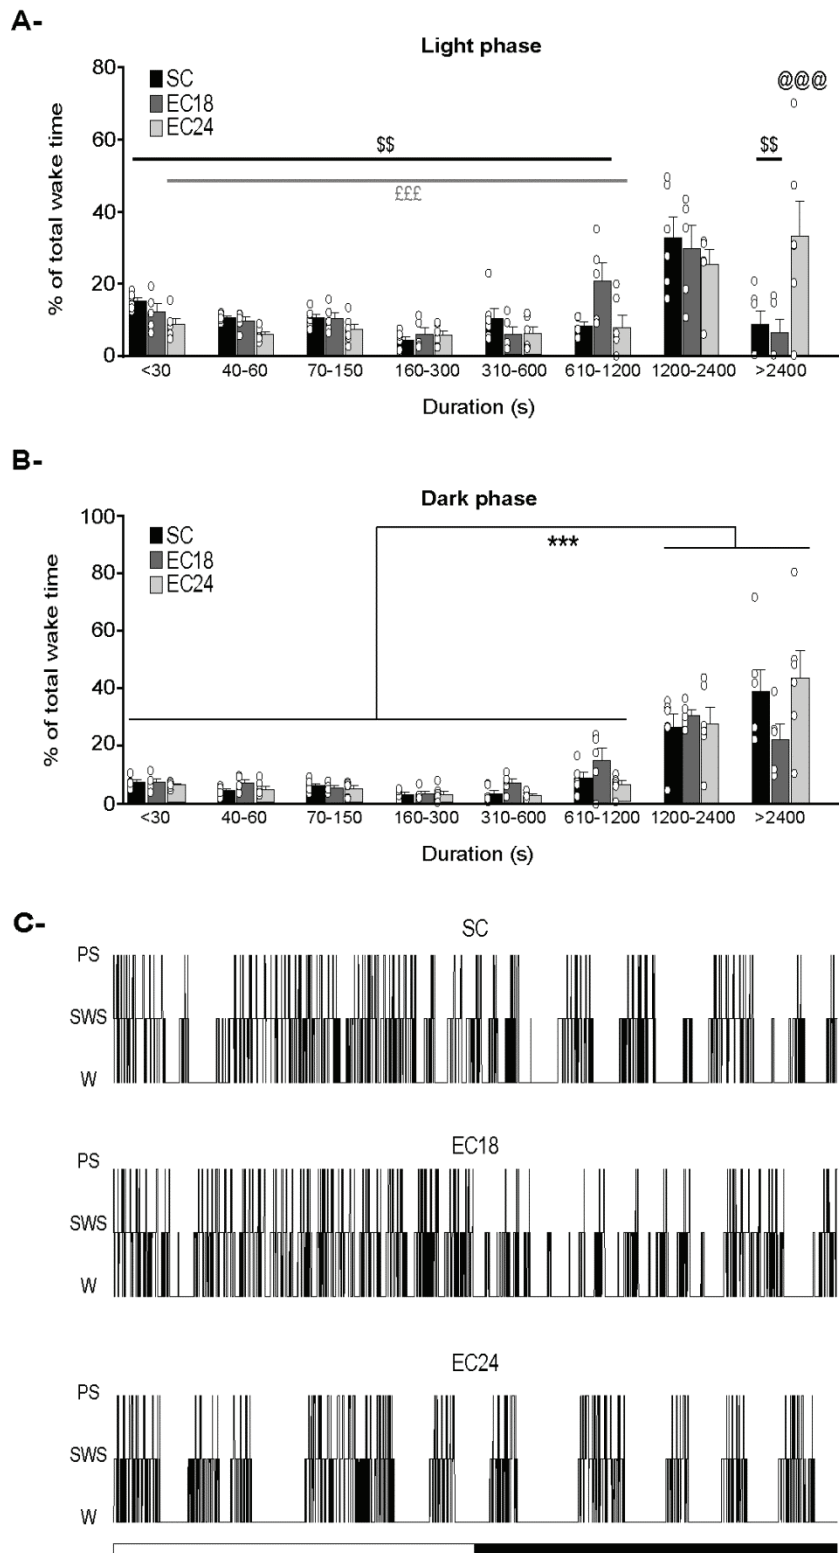 A-
Light phase
80
60
40
20
0
% of total wake time
SC
EC18
EC24
$$
£££
$$
@@@
<30 40-60 70-150 160-300 310-600 610-1200 1200-2400 >2400
Duration (s)
B-
Dark phase
100
80
60
40
20
0
% of total wake time
SC
EC18
EC24
***
<30 40-60 70-150 160-300 310-600 610-1200 1200-2400 >2400
Duration (s)
C-
SC
PS
SWS
W
EC18
PS
SWS
W
EC24
PS
SWS
W